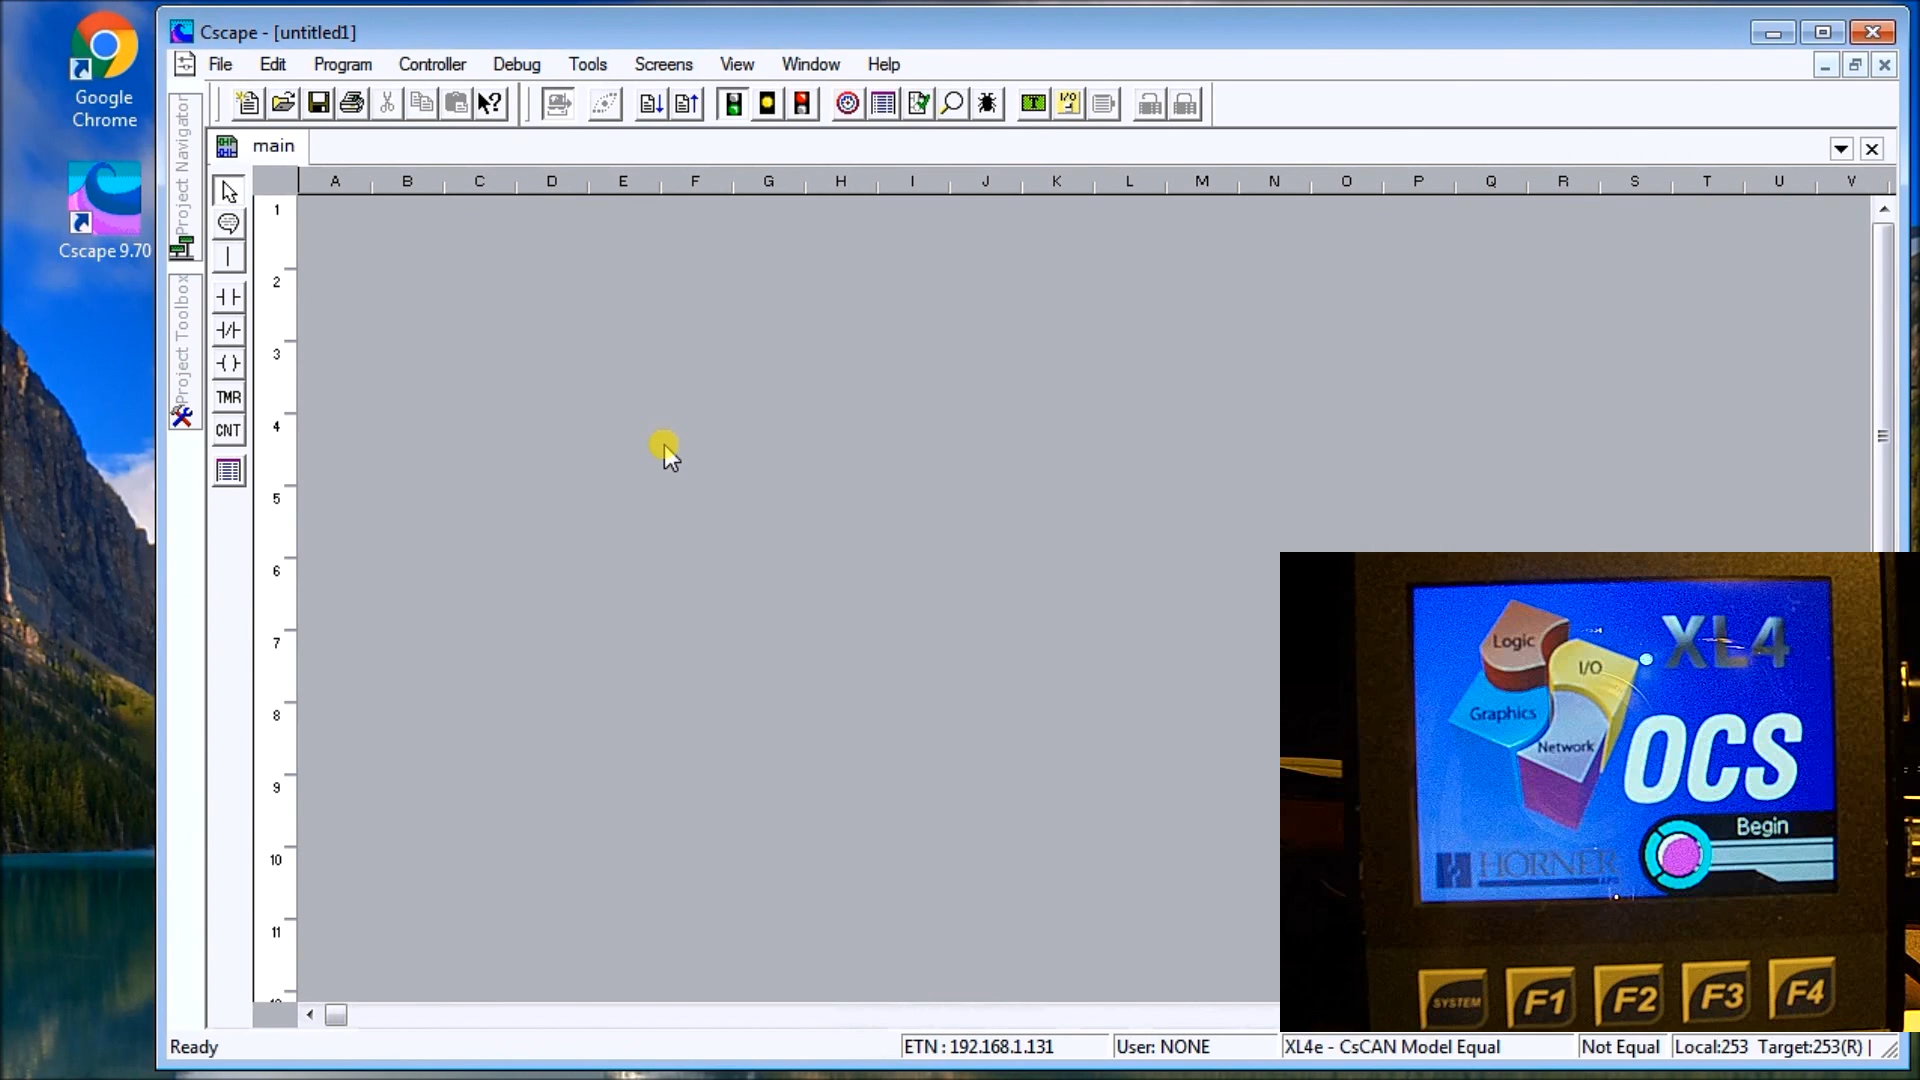 Google
Chrome
Cscape 9.70
Cscape - [untitled1]
File Edit Program Controller Debug Tools Screens View Window Help
Project Navigator
Project Toolbox
main
A B C D E F G H I J K L M N O P Q R S T U V
1
2
3
4
5
6
7
8
9
10
11
TMR
CNT
T
I/O
Logic
I/O
Graphics
Network
XL4
OCS
Begin
HORNER
APG
SYSTEM F1 F2 F3 F4
Ready
ETN : 192.168.1.131
User: NONE
XL4e - CsCAN Model Equal
Not Equal
Local:253 Target:253(R)